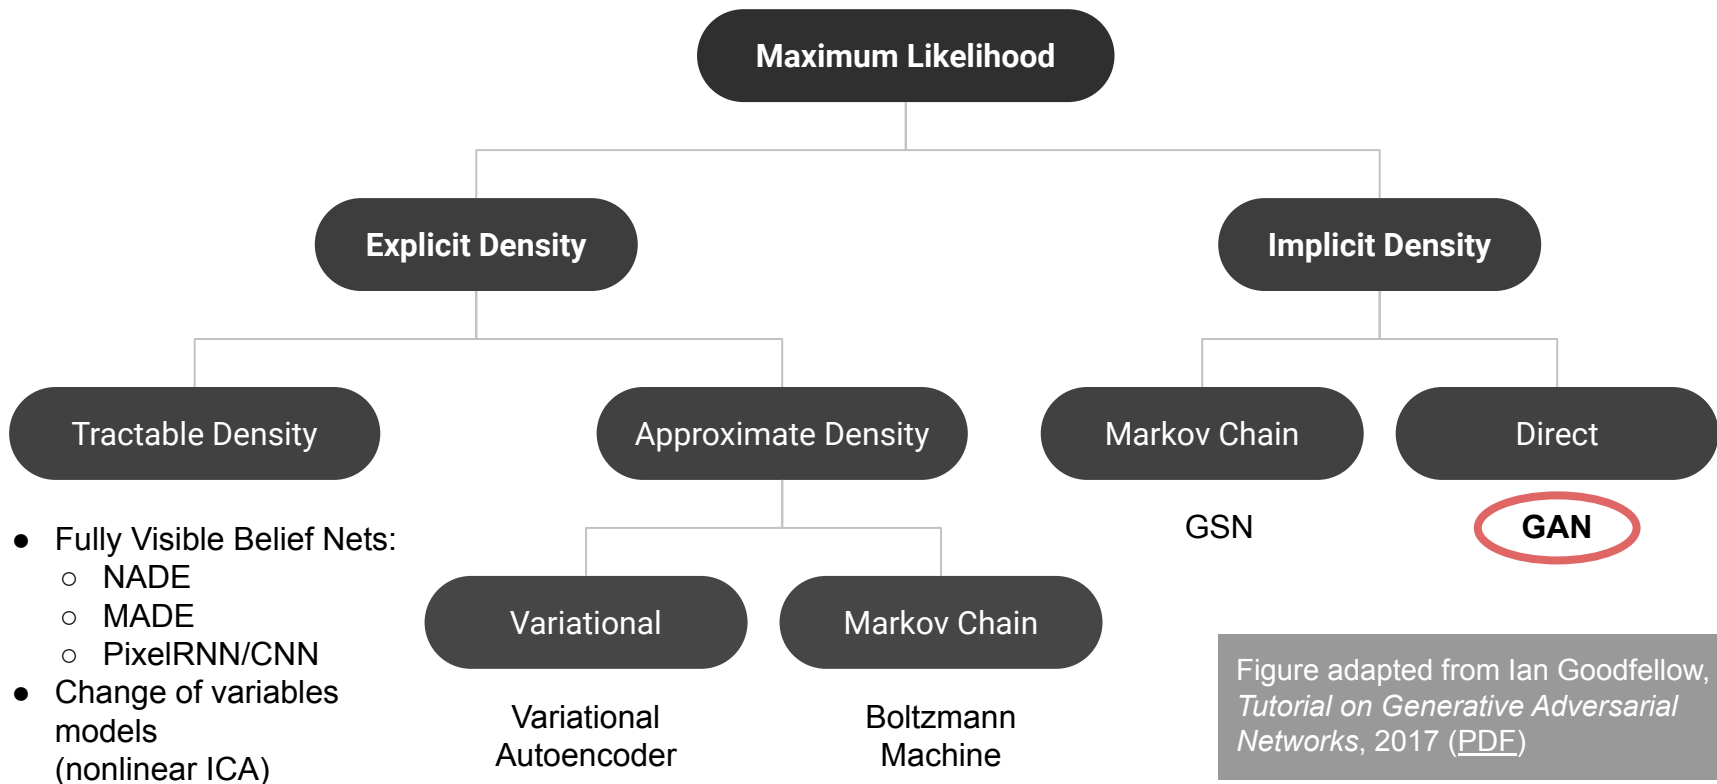 Maximum Likelihood
Explicit Density
Implicit Density
Tractable Density
Approximate Density
Markov Chain
Direct
● Fully Visible Belief Nets:
○ NADE
○ MADE
○ PixelRNN/CNN
● Change of variables
models
(nonlinear ICA)
Variational
Markov Chain
Variational
Autoencoder
Boltzmann
Machine
GSN
GAN
Figure adapted from Ian Goodfellow,
Tutorial on Generative Adversarial
Networks, 2017 (PDF)